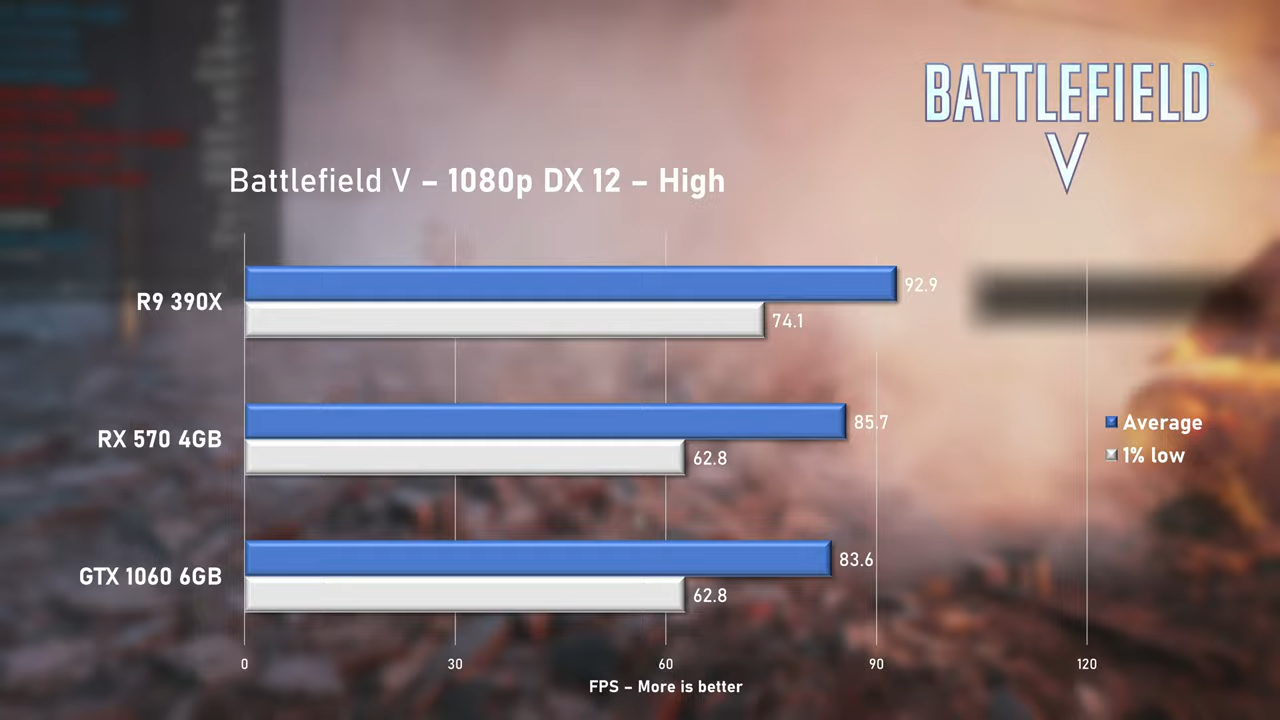 BATTLEFIELD
V
Battlefield V – 1080p DX 12 – High
R9 390X
92.9
74.1
RX 570 4GB
85.7
62.8
Average
1% low
GTX 1060 6GB
83.6
62.8
0 30 60 90 120
FPS – More is better